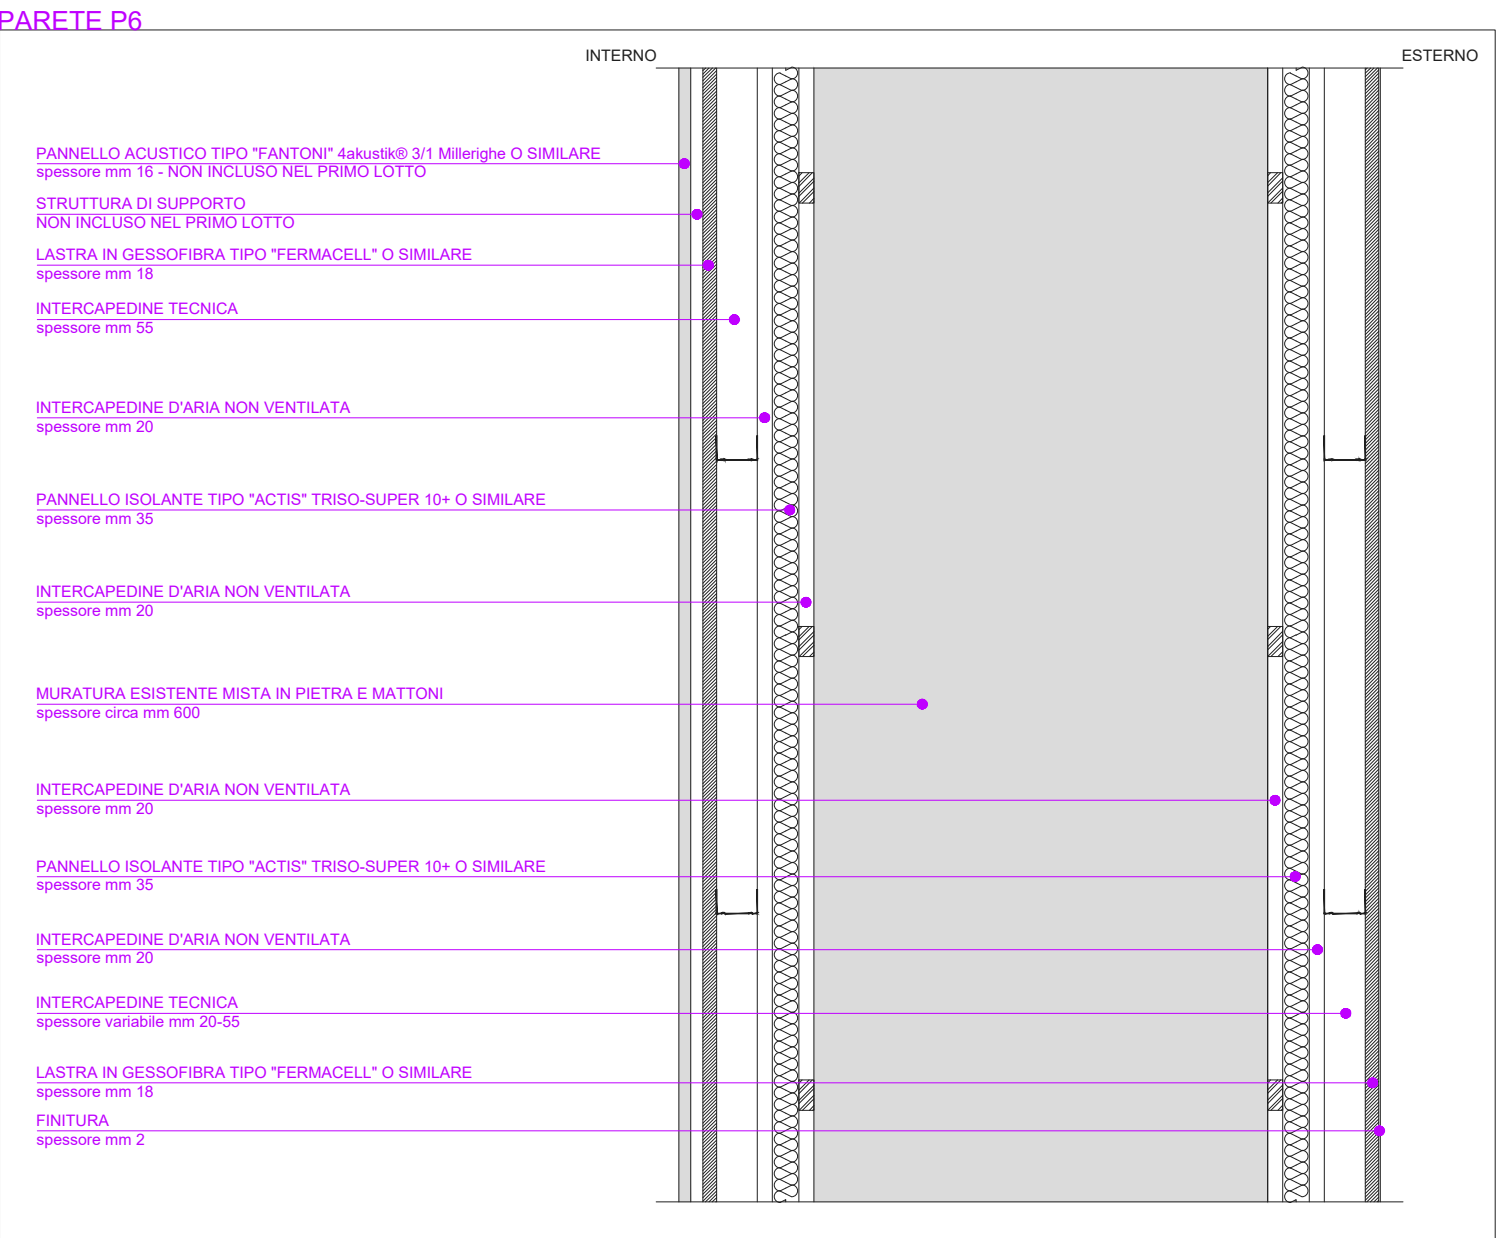 PARETE P6
INTERNO
ESTERNO
PANNELLO ACUSTICO TIPO "FANTONI" 4akustik® 3/1 Millerighe O SIMILARE
spessore mm 16 - NON INCLUSO NEL PRIMO LOTTO
STRUTTURA DI SUPPORTO
NON INCLUSO NEL PRIMO LOTTO
LASTRA IN GESSOFIBRA TIPO "FERMACELL" O SIMILARE
spessore mm 18
INTERCAPEDINE TECNICA
spessore mm 55
INTERCAPEDINE D'ARIA NON VENTILATA
spessore mm 20
PANNELLO ISOLANTE TIPO "ACTIS" TRISO-SUPER 10+ O SIMILARE
spessore mm 35
INTERCAPEDINE D'ARIA NON VENTILATA
spessore mm 20
MURATURA ESISTENTE MISTA IN PIETRA E MATTONI
spessore circa mm 600
INTERCAPEDINE D'ARIA NON VENTILATA
spessore mm 20
PANNELLO ISOLANTE TIPO "ACTIS" TRISO-SUPER 10+ O SIMILARE
spessore mm 35
INTERCAPEDINE D'ARIA NON VENTILATA
spessore mm 20
INTERCAPEDINE TECNICA
spessore variabile mm 20-55
LASTRA IN GESSOFIBRA TIPO "FERMACELL" O SIMILARE
spessore mm 18
FINITURA
spessore mm 2